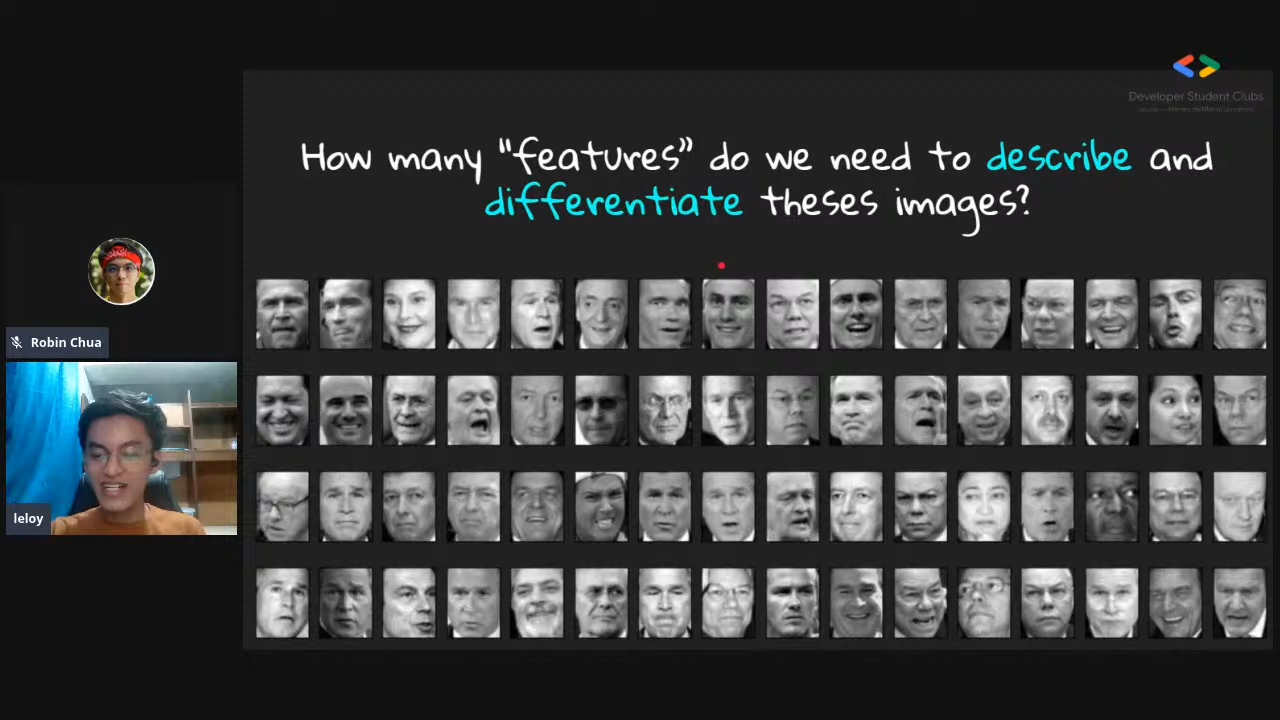 Developer Student Clubs
How many "features" do we need to describe and
differentiate theses images?
Robin Chua
leloy